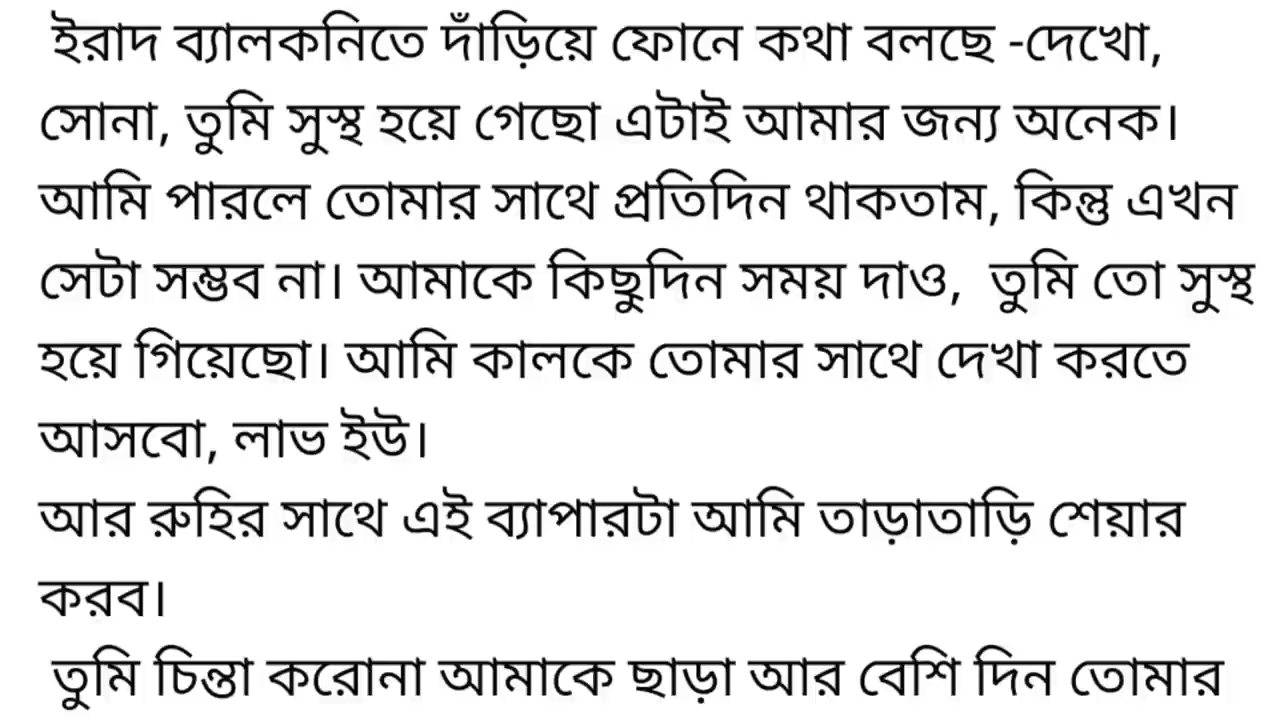 ইরাদ ব্যালকনিতে দাঁড়িয়ে ফোনে কথা বলছে -দেখো,
সোনা, তুমি সুস্থ হয়ে গেছো এটাই আমার জন্য অনেক।
আমি পারলে তোমার সাথে প্রতিদিন থাকতাম, কিন্তু এখন
সেটা সম্ভব না। আমাকে কিছুদিন সময় দাও, তুমি তো সুস্থ
হয়ে গিয়েছো। আমি কালকে তোমার সাথে দেখা করতে
আসবো, লাভ ইউ।
আর রুহির সাথে এই ব্যাপারটা আমি তাড়াতাড়ি শেয়ার
করব।
তুমি চিন্তা করোনা আমাকে ছাড়া আর বেশি দিন তোমার